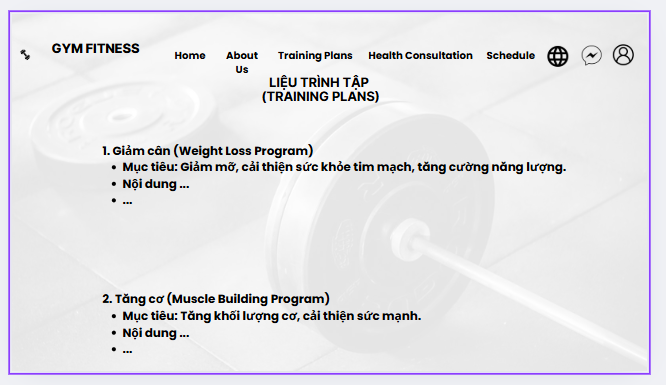 GYM FITNESS
Home
About Us
Training Plans
Health Consultation
Schedule
LIỆU TRÌNH TẬP
(TRAINING PLANS)
1. Giảm cân (Weight Loss Program)
• Mục tiêu: Giảm mỡ, cải thiện sức khỏe tim mạch, tăng cường năng lượng.
• Nội dung ...
• ...
2. Tăng cơ (Muscle Building Program)
• Mục tiêu: Tăng khối lượng cơ, cải thiện sức mạnh.
• Nội dung ...
• ...